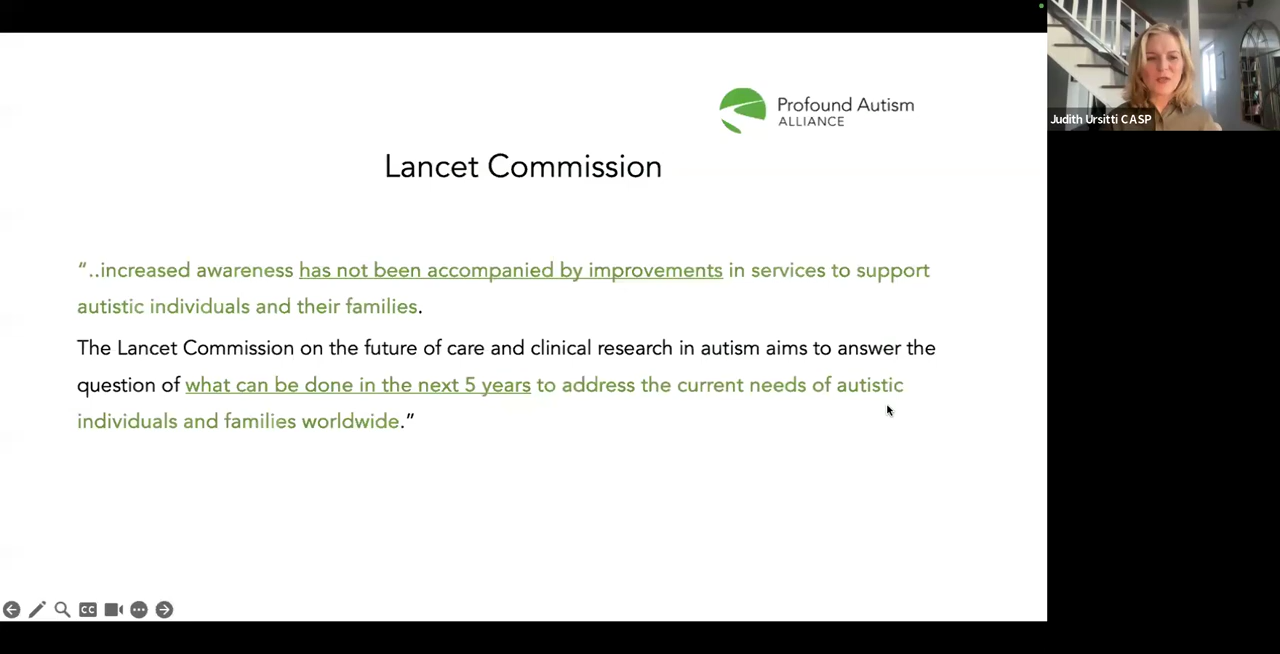 Profound Autism
ALLIANCE
Judith Ursitti CASP
Lancet Commission
“..increased awareness has not been accompanied by improvements in services to support
autistic individuals and their families.
The Lancet Commission on the future of care and clinical research in autism aims to answer the
question of what can be done in the next 5 years to address the current needs of autistic
individuals and families worldwide.”
CC